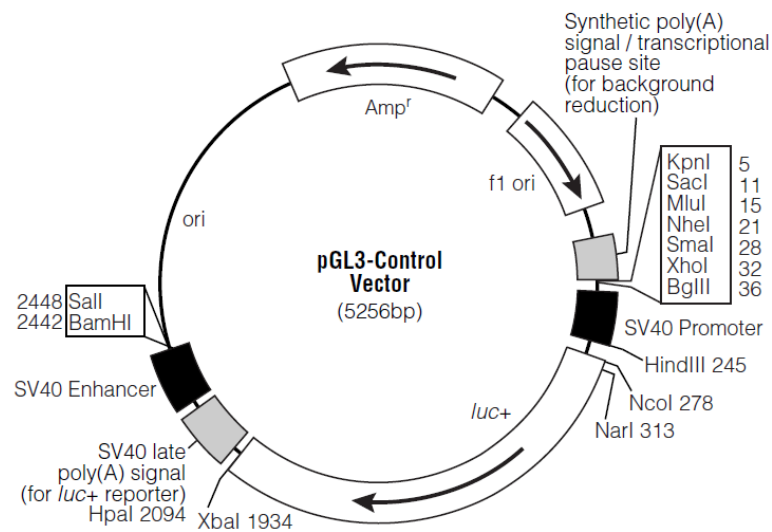 Synthetic poly(A)
signal / transcriptional
pause site
(for background
reduction)
Ampʳ
f1 ori
KpnI 5
SacI 11
MluI 15
NheI 21
SmaI 28
XhoI 32
BglII 36
ori
pGL3-Control
Vector
(5256bp)
2448 SalI
2442 BamHI
SV40 Promoter
HindIII 245
NcoI 278
NarI 313
SV40 Enhancer
luc+
SV40 late
poly(A) signal
(for luc+ reporter)
HpaI 2094
XbaI 1934